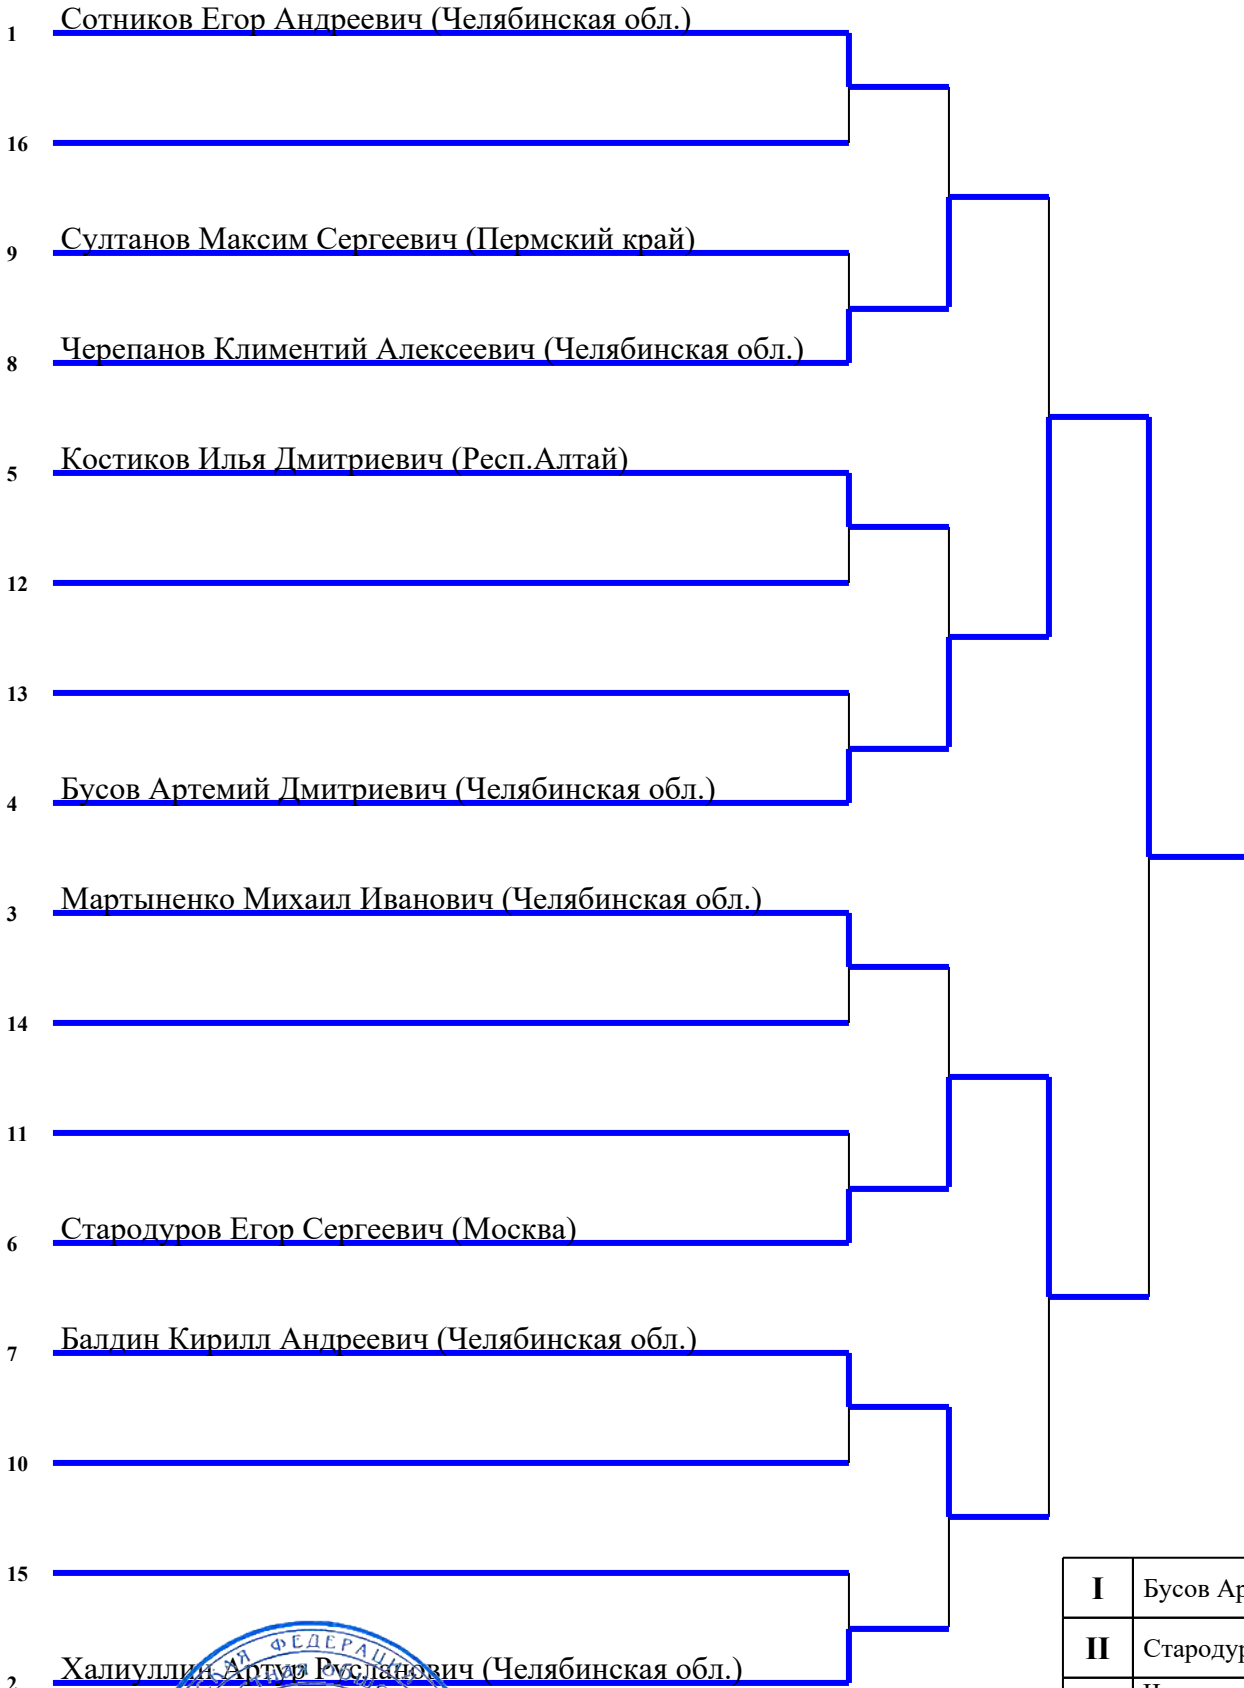 1 Сотников Егор Андреевич (Челябинская обл.)
16
9 Султанов Максим Сергеевич (Пермский край)
8 Черепанов Климентий Алексеевич (Челябинская обл.)
5 Костиков Илья Дмитриевич (Респ.Алтай)
12
13
4 Бусов Артемий Дмитриевич (Челябинская обл.)
3 Мартыненко Михаил Иванович (Челябинская обл.)
14
11
6 Стародуров Егор Сергеевич (Москва)
7 Балдин Кирилл Андреевич (Челябинская обл.)
10
15
I Бусов Ар
ФЕДЕРАЦИЯ
II Стародур
2 Халиуллин Артур Русланович (Челябинская обл.)